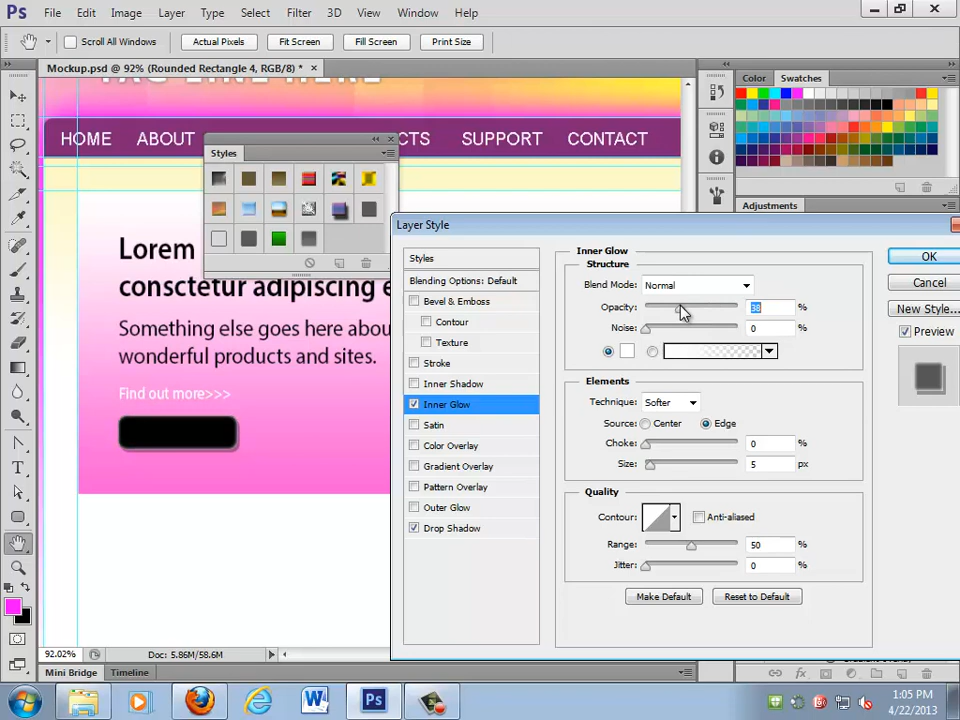 Ps File Edit Image Layer Type Select Filter 3D View Window Help
Scroll All Windows Actual Pixels Fit Screen Fill Screen Print Size
Mockup.psd @ 92% (Rounded Rectangle 4, RGB/8) * ×
Color Swatches
TAG LINE HERE
HOME ABOUT CTS SUPPORT CONTACT
Styles
Adjustments
Layer Style
Lorem
consctetur adipiscing e
Something else goes here abou
wonderful products and sites.
Find out more>>>
Styles
Blending Options: Default
Bevel & Emboss
Contour
Texture
Stroke
Inner Shadow
Inner Glow
Satin
Color Overlay
Gradient Overlay
Pattern Overlay
Outer Glow
Drop Shadow
Inner Glow
Structure
Blend Mode: Normal
Opacity: 38 %
Noise: 0 %
Elements
Technique: Softer
Source: Center Edge
Choke: 0 %
Size: 5 px
Quality
Contour: Anti-aliased
Range: 50 %
Jitter: 0 %
Make Default Reset to Default
OK
Cancel
New Style...
Preview
92.02% Doc: 5.86M/58.6M
Mini Bridge Timeline
1:05 PM
4/22/2013